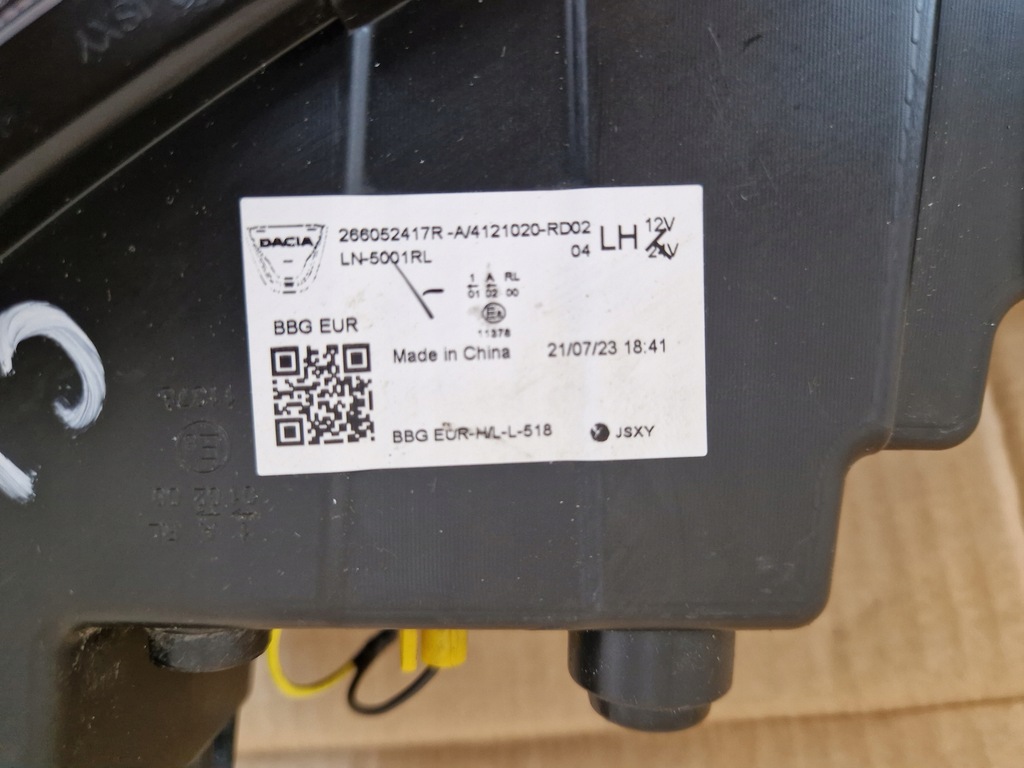 DACIA
266052417R -A/4121020-RD02
04
LN-5001RL
LH
12V
24V
1 A RL
01 02 00
11378
BBG EUR
Made in China
21/07/23 18:41
BBG EUR-H/L-L-518
JSXY